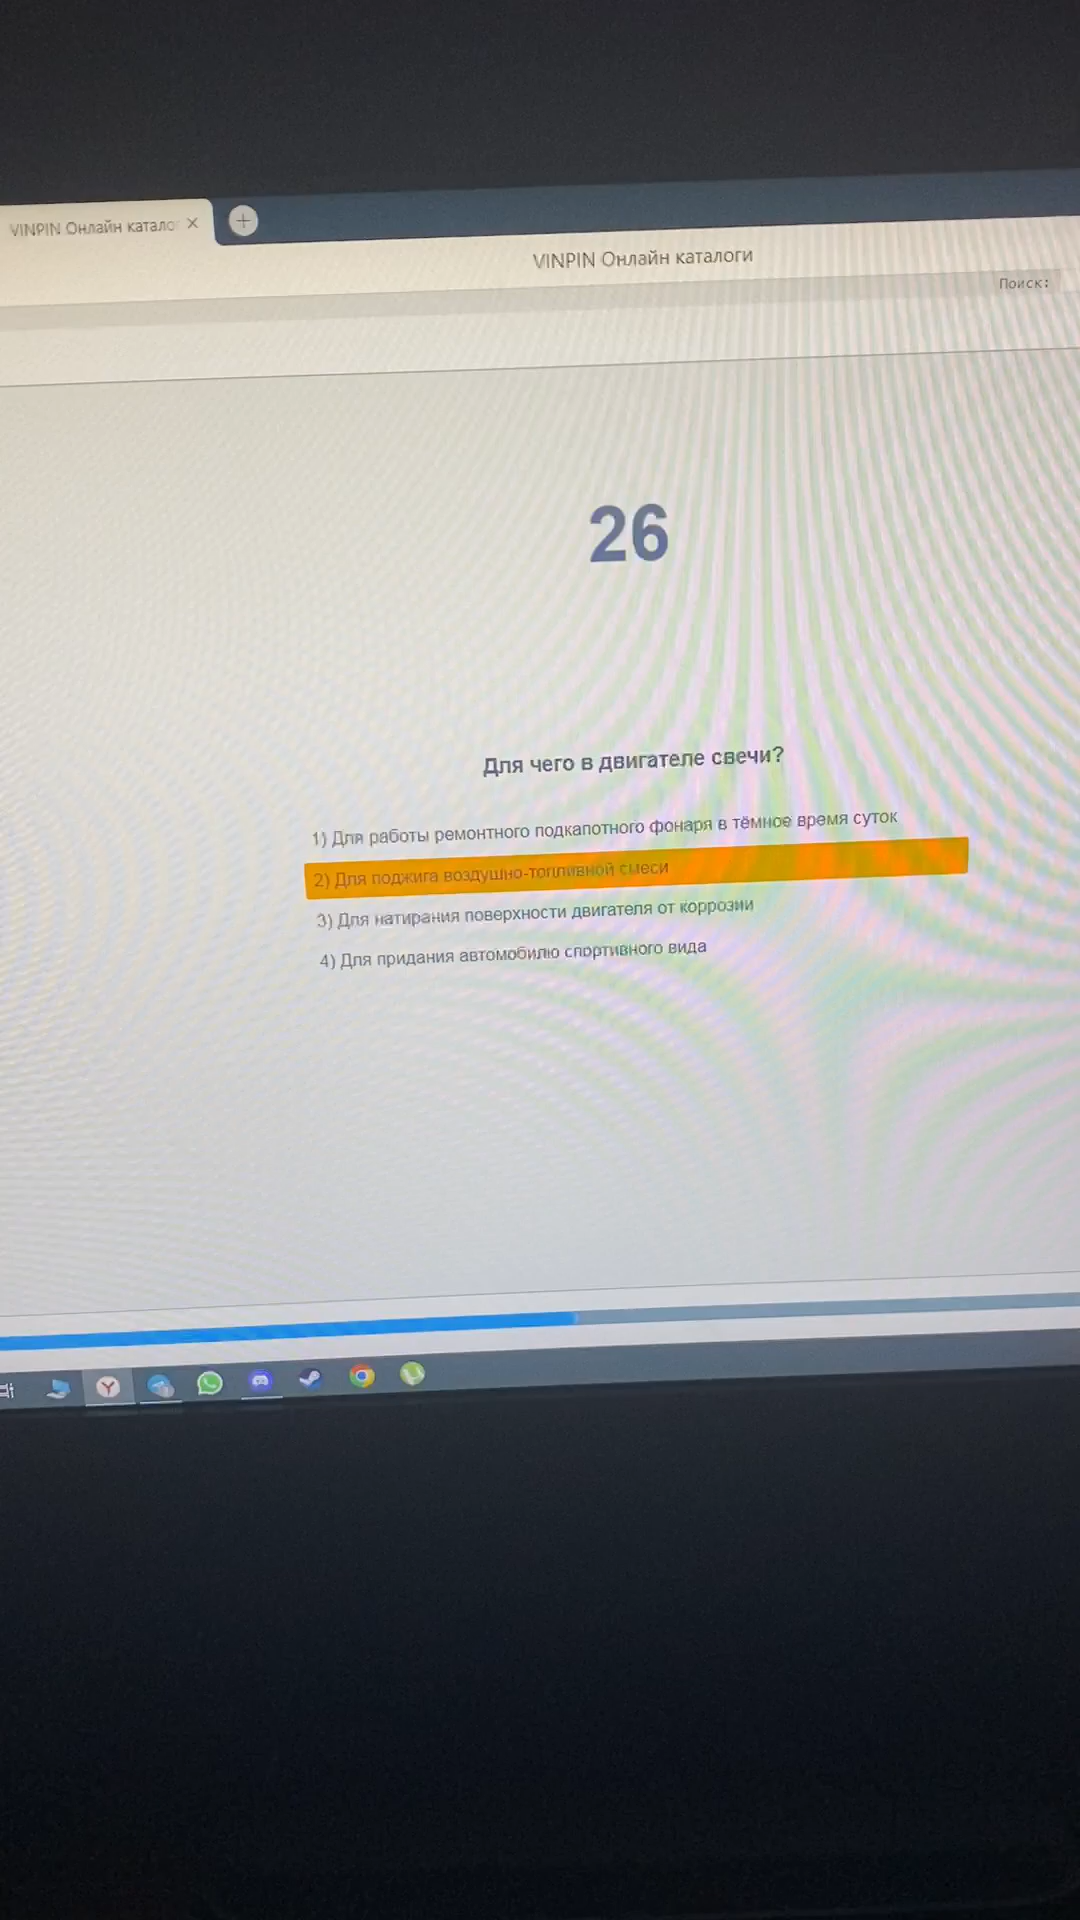 VINPIN Онлайн катало
VINPIN Онлайн каталоги
Поиск:
26
Для чего в двигателе свечи?
1) Для работы ремонтного подкапотного фонаря в тёмное время суток
2) Для поджига воздушно-топливной смеси
3) Для натирания поверхности двигателя от коррозии
4) Для придания автомобилю спортивного вида